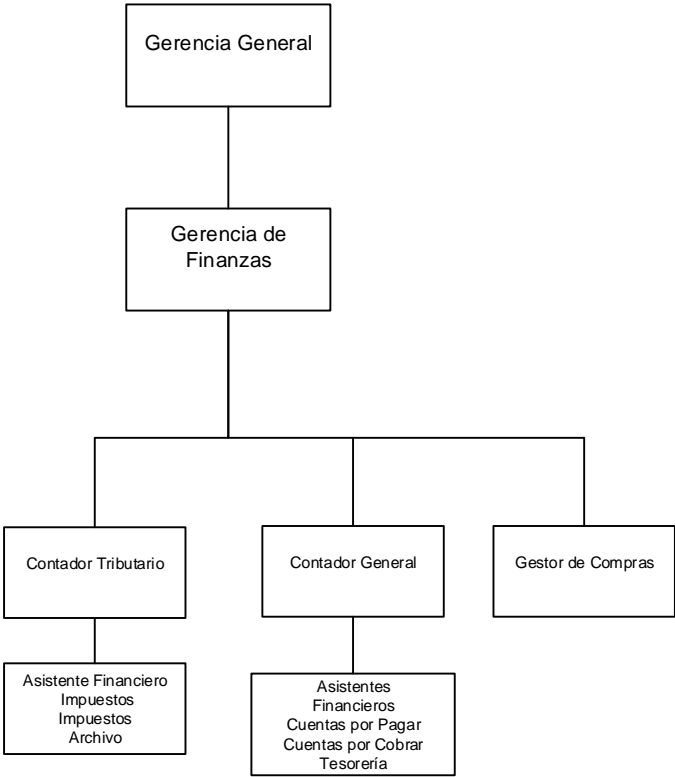 Gerencia General
Gerencia de
Finanzas
Contador Tributario
Contador General
Gestor de Compras
Asistente Financiero
Impuestos
Impuestos
Archivo
Asistentes
Financieros
Cuentas por Pagar
Cuentas por Cobrar
Tesorería